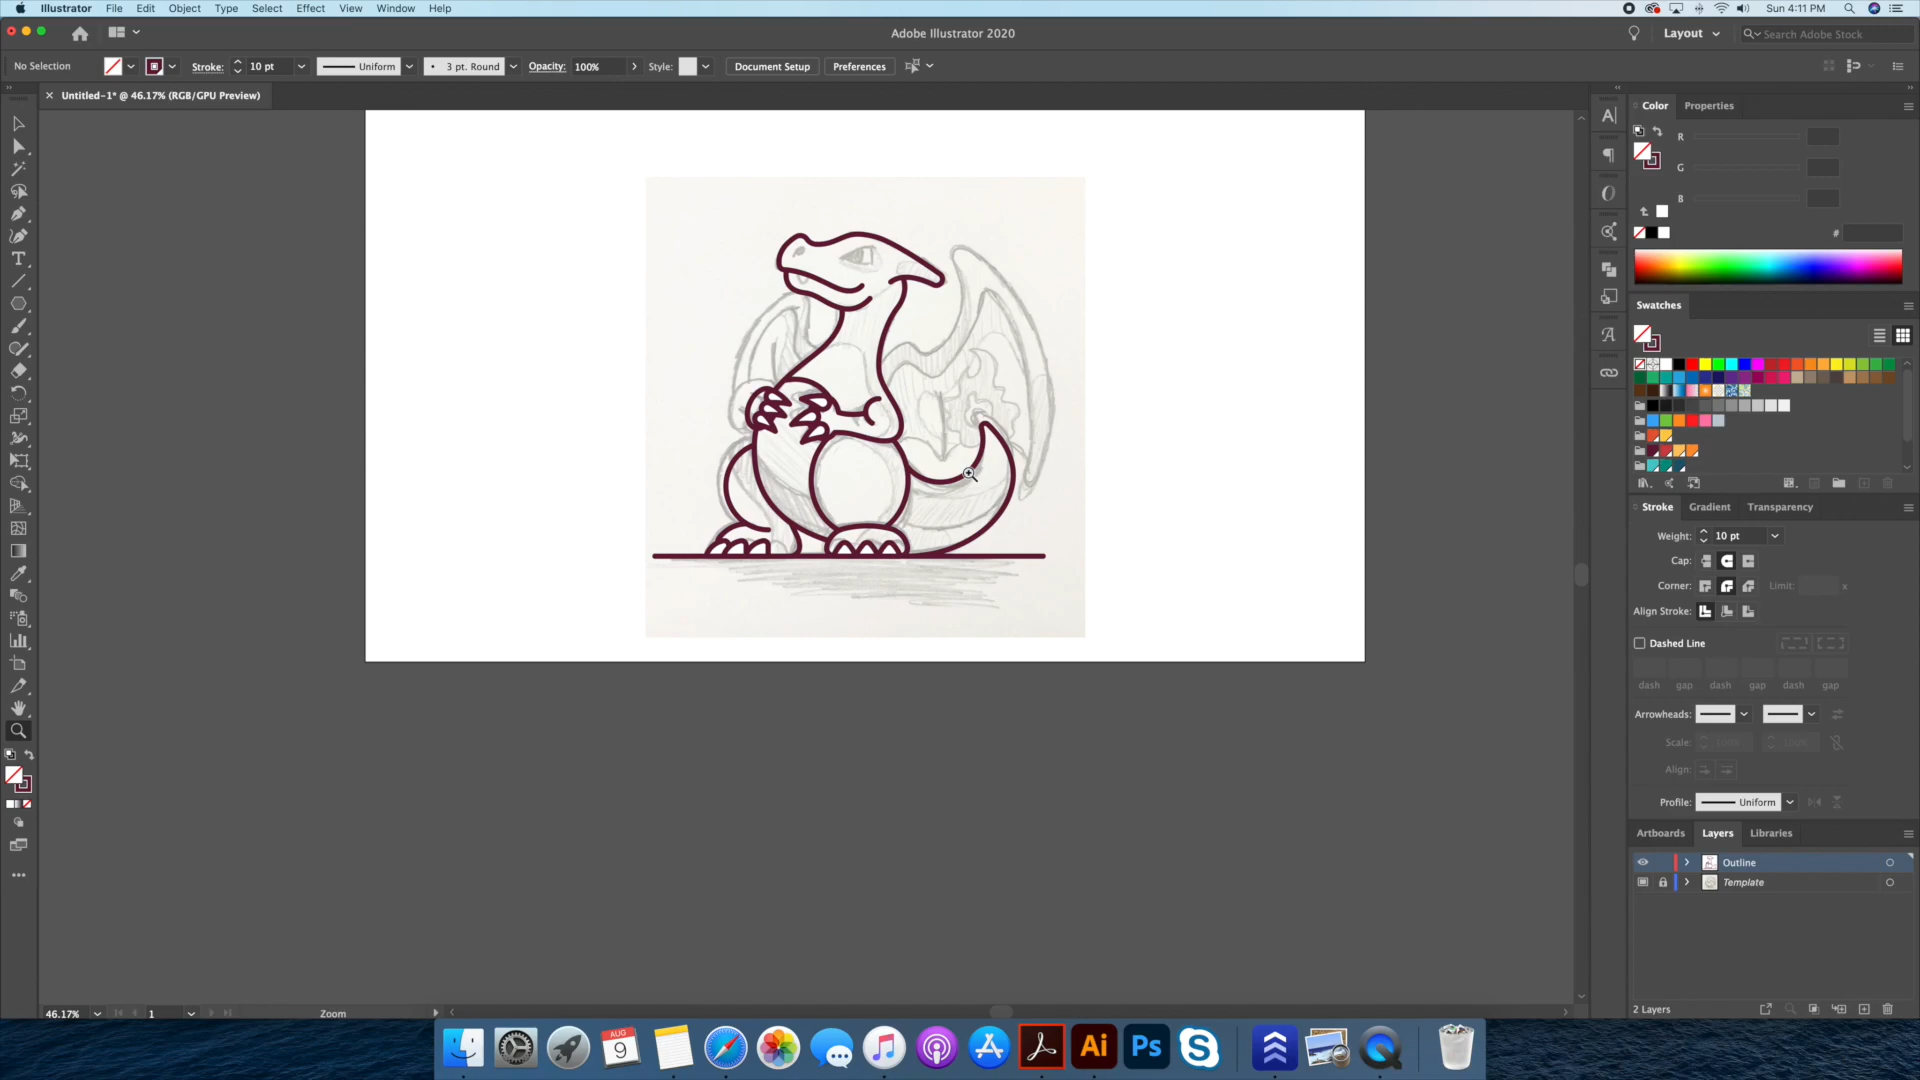 Illustrator File Edit Object Type Select Effect View Window Help
Sun 4:11 PM
Adobe Illustrator 2020
Layout
Search Adobe Stock
No Selection
Stroke: 10 pt
Uniform
3 pt. Round
Opacity: 100%
Style:
Document Setup
Preferences
Untitled-1* @ 46.17% (RGB/GPU Preview)
Color Properties
R
G
B
#
Swatches
Stroke Gradient Transparency
Weight: 10 pt
Cap:
Corner:
Limit:
x
Align Stroke:
Dashed Line
dash gap dash gap dash gap
Arrowheads:
Scale: 100% 100%
Align:
Profile: Uniform
Artboards Layers Libraries
Outline
Template
2 Layers
46.17%
1
Zoom
AUG
9
Ai
Ps